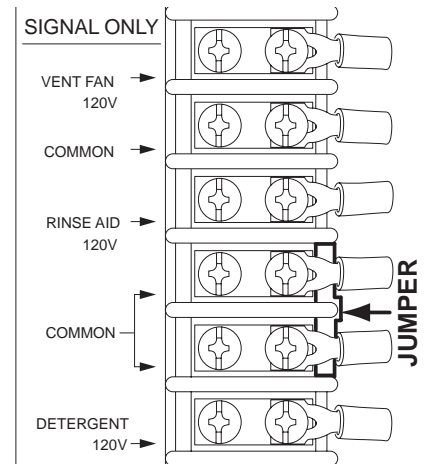 SIGNAL ONLY
VENT FAN
120V
COMMON
RINSE AID
120V
COMMON
JUMPER
DETERGENT
120V